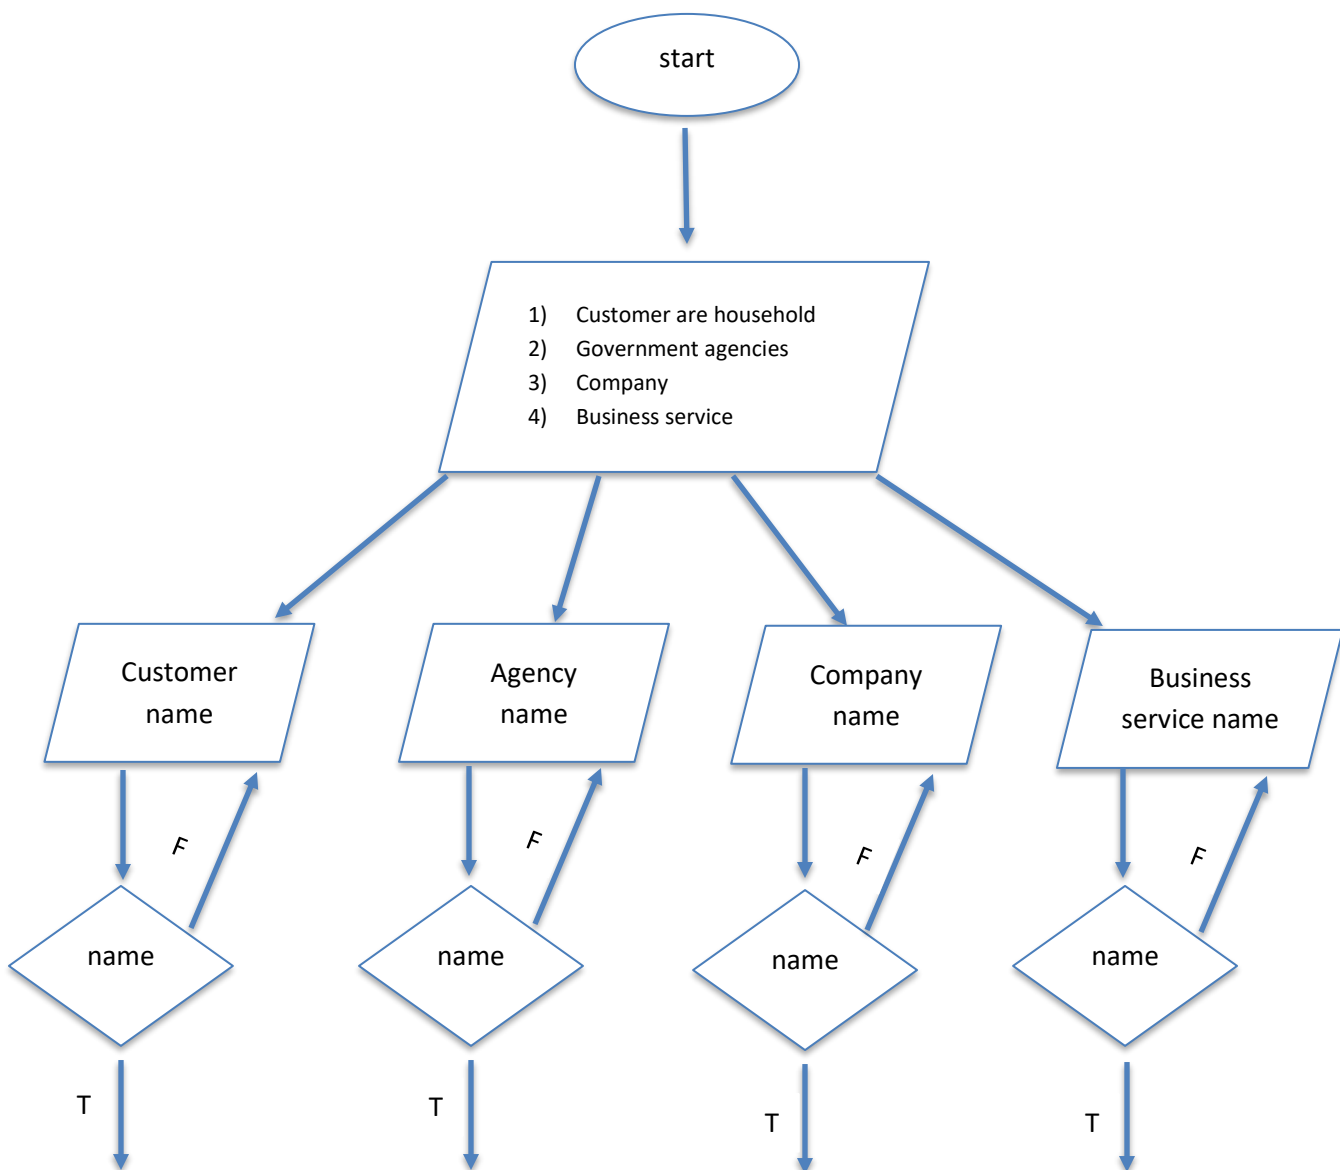 start
1) Customer are household
2) Government agencies
3) Company
4) Business service
Customer
name
Agency
name
Company
name
Business
service name
F
F
F
F
name
name
name
name
T
T
T
T